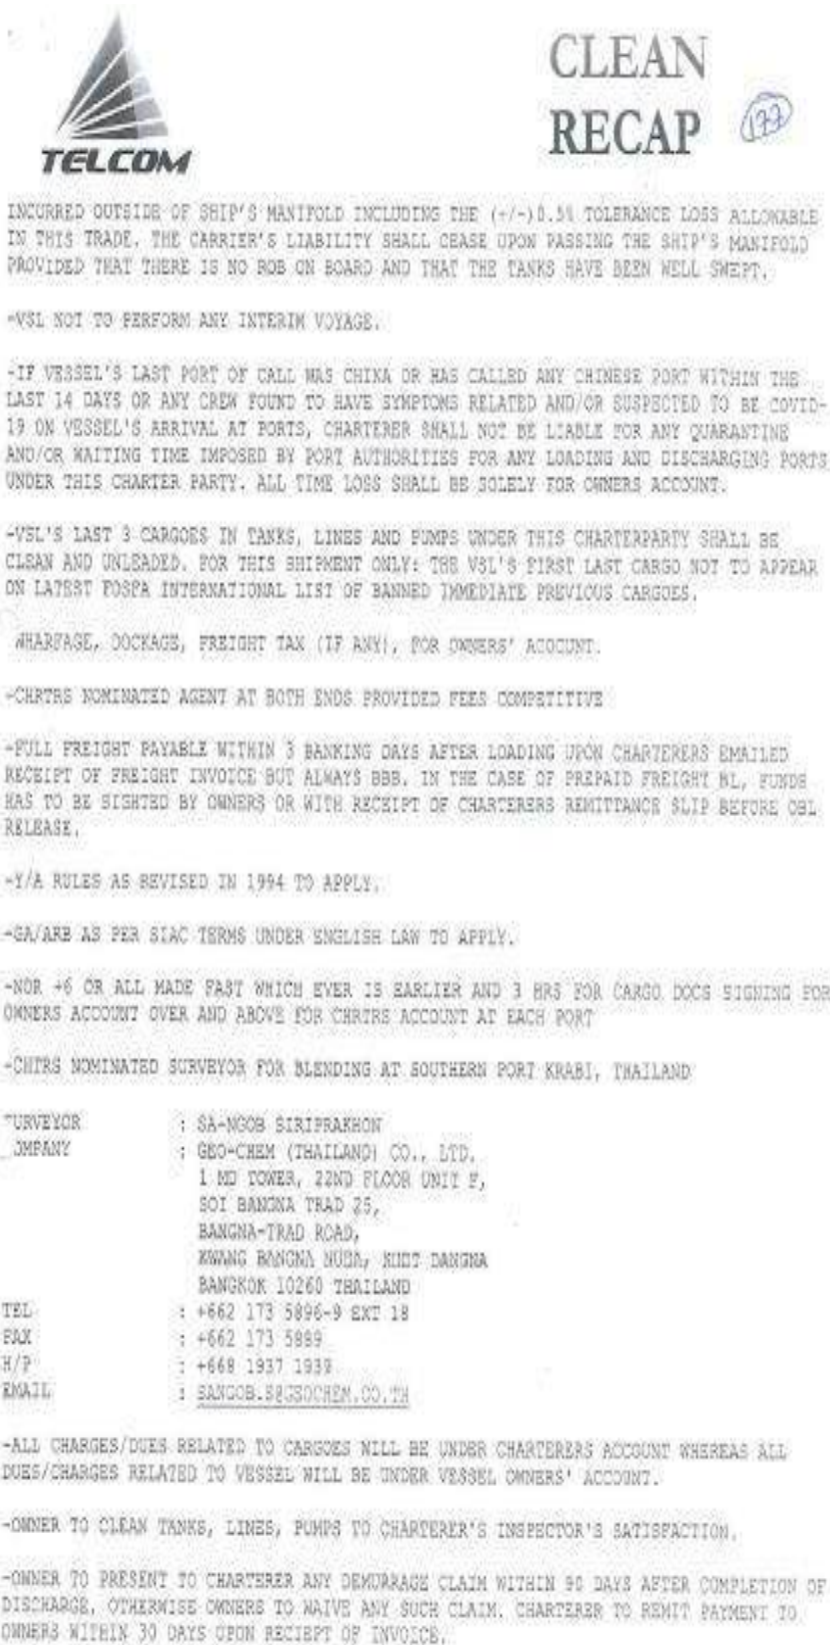 TELCOM
CLEAN
RECAP
177
INCURRED OUTSIDE OF SHIP'S MANIFOLD INCLUDING THE (+/-)0.5% TOLERANCE LOSS ALLOWABLE
IN THIS TRADE. THE CARRIER'S LIABILITY SHALL CEASE UPON PASSING THE SHIP'S MANIFOLD
PROVIDED THAT THERE IS NO ROB ON BOARD AND THAT THE TANKS HAVE BEEN WELL SWEPT.
-VSL NOT TO PERFORM ANY INTERIM VOYAGE.
-IF VESSEL'S LAST PORT OF CALL WAS CHINA OR HAS CALLED ANY CHINESE PORT WITHIN THE
LAST 14 DAYS OR ANY CREW FOUND TO HAVE SYMPTOMS RELATED AND/OR SUSPECTED TO BE COVID-
19 ON VESSEL'S ARRIVAL AT PORTS, CHARTERER SHALL NOT BE LIABLE FOR ANY QUARANTINE
AND/OR WAITING TIME IMPOSED BY PORT AUTHORITIES FOR ANY LOADING AND DISCHARGING PORTS
UNDER THIS CHARTER PARTY. ALL TIME LOSS SHALL BE SOLELY FOR OWNERS ACCOUNT.
-VSL'S LAST 3 CARGOES IN TANKS, LINES AND PUMPS UNDER THIS CHARTERPARTY SHALL BE
CLEAN AND UNLEADED. FOR THIS SHIPMENT ONLY: THE VSL'S FIRST LAST CARGO NOT TO APPEAR
ON LATEST FOSFA INTERNATIONAL LIST OF BANNED IMMEDIATE PREVIOUS CARGOES.
WHARFAGE, DOCKAGE, FREIGHT TAX (IF ANY), FOR OWNERS' ACCOUNT.
-CHRTRS NOMINATED AGENT AT BOTH ENDS PROVIDED FEES COMPETITIVE
-FULL FREIGHT PAYABLE WITHIN 3 BANKING DAYS AFTER LOADING UPON CHARTERERS EMAILED
RECEIPT OF FREIGHT INVOICE BUT ALWAYS BBB. IN THE CASE OF PREPAID FREIGHT BL, FUNDS
HAS TO BE SIGHTED BY OWNERS OR WITH RECEIPT OF CHARTERERS REMITTANCE SLIP BEFORE OBL
RELEASE.
-Y/A RULES AS REVISED IN 1994 TO APPLY.
-GA/ARB AS PER SIAC TERMS UNDER ENGLISH LAW TO APPLY.
-NOR +6 OR ALL MADE FAST WHICH EVER IS EARLIER AND 3 HRS FOR CARGO DOCS SIGNING FOR
OWNERS ACCOUNT OVER AND ABOVE FOR CHRTRS ACCOUNT AT EACH PORT
-CHTRS NOMINATED SURVEYOR FOR BLENDING AT SOUTHERN PORT KRABI, THAILAND
SURVEYOR : SA-NGOB SIRIPRAKHON
COMPANY : GEO-CHEM (THAILAND) CO., LTD.
1 MD TOWER, 22ND FLOOR UNIT F,
SOI BANGNA TRAD 25,
BANGNA-TRAD ROAD,
KWANG BANGNA NUEA, BANGNA
BANGKOK 10260 THAILAND
TEL : +662 173 5896-9 EXT 18
FAX : +662 173 5899
H/P : +668 1937 1939
EMAIL : SANGOB.S@GEOCHEM.CO.TH
-ALL CHARGES/DUES RELATED TO CARGOES WILL BE UNDER CHARTERERS ACCOUNT WHEREAS ALL
DUES/CHARGES RELATED TO VESSEL WILL BE UNDER VESSEL OWNERS' ACCOUNT.
-OWNER TO CLEAN TANKS, LINES, PUMPS TO CHARTERER'S INSPECTOR'S SATISFACTION.
-OWNER TO PRESENT TO CHARTERER ANY DEMURRAGE CLAIM WITHIN 90 DAYS AFTER COMPLETION OF
DISCHARGE, OTHERWISE OWNERS TO WAIVE ANY SUCH CLAIM. CHARTERER TO REMIT PAYMENT TO
OWNERS WITHIN 30 DAYS UPON RECIEPT OF INVOICE.